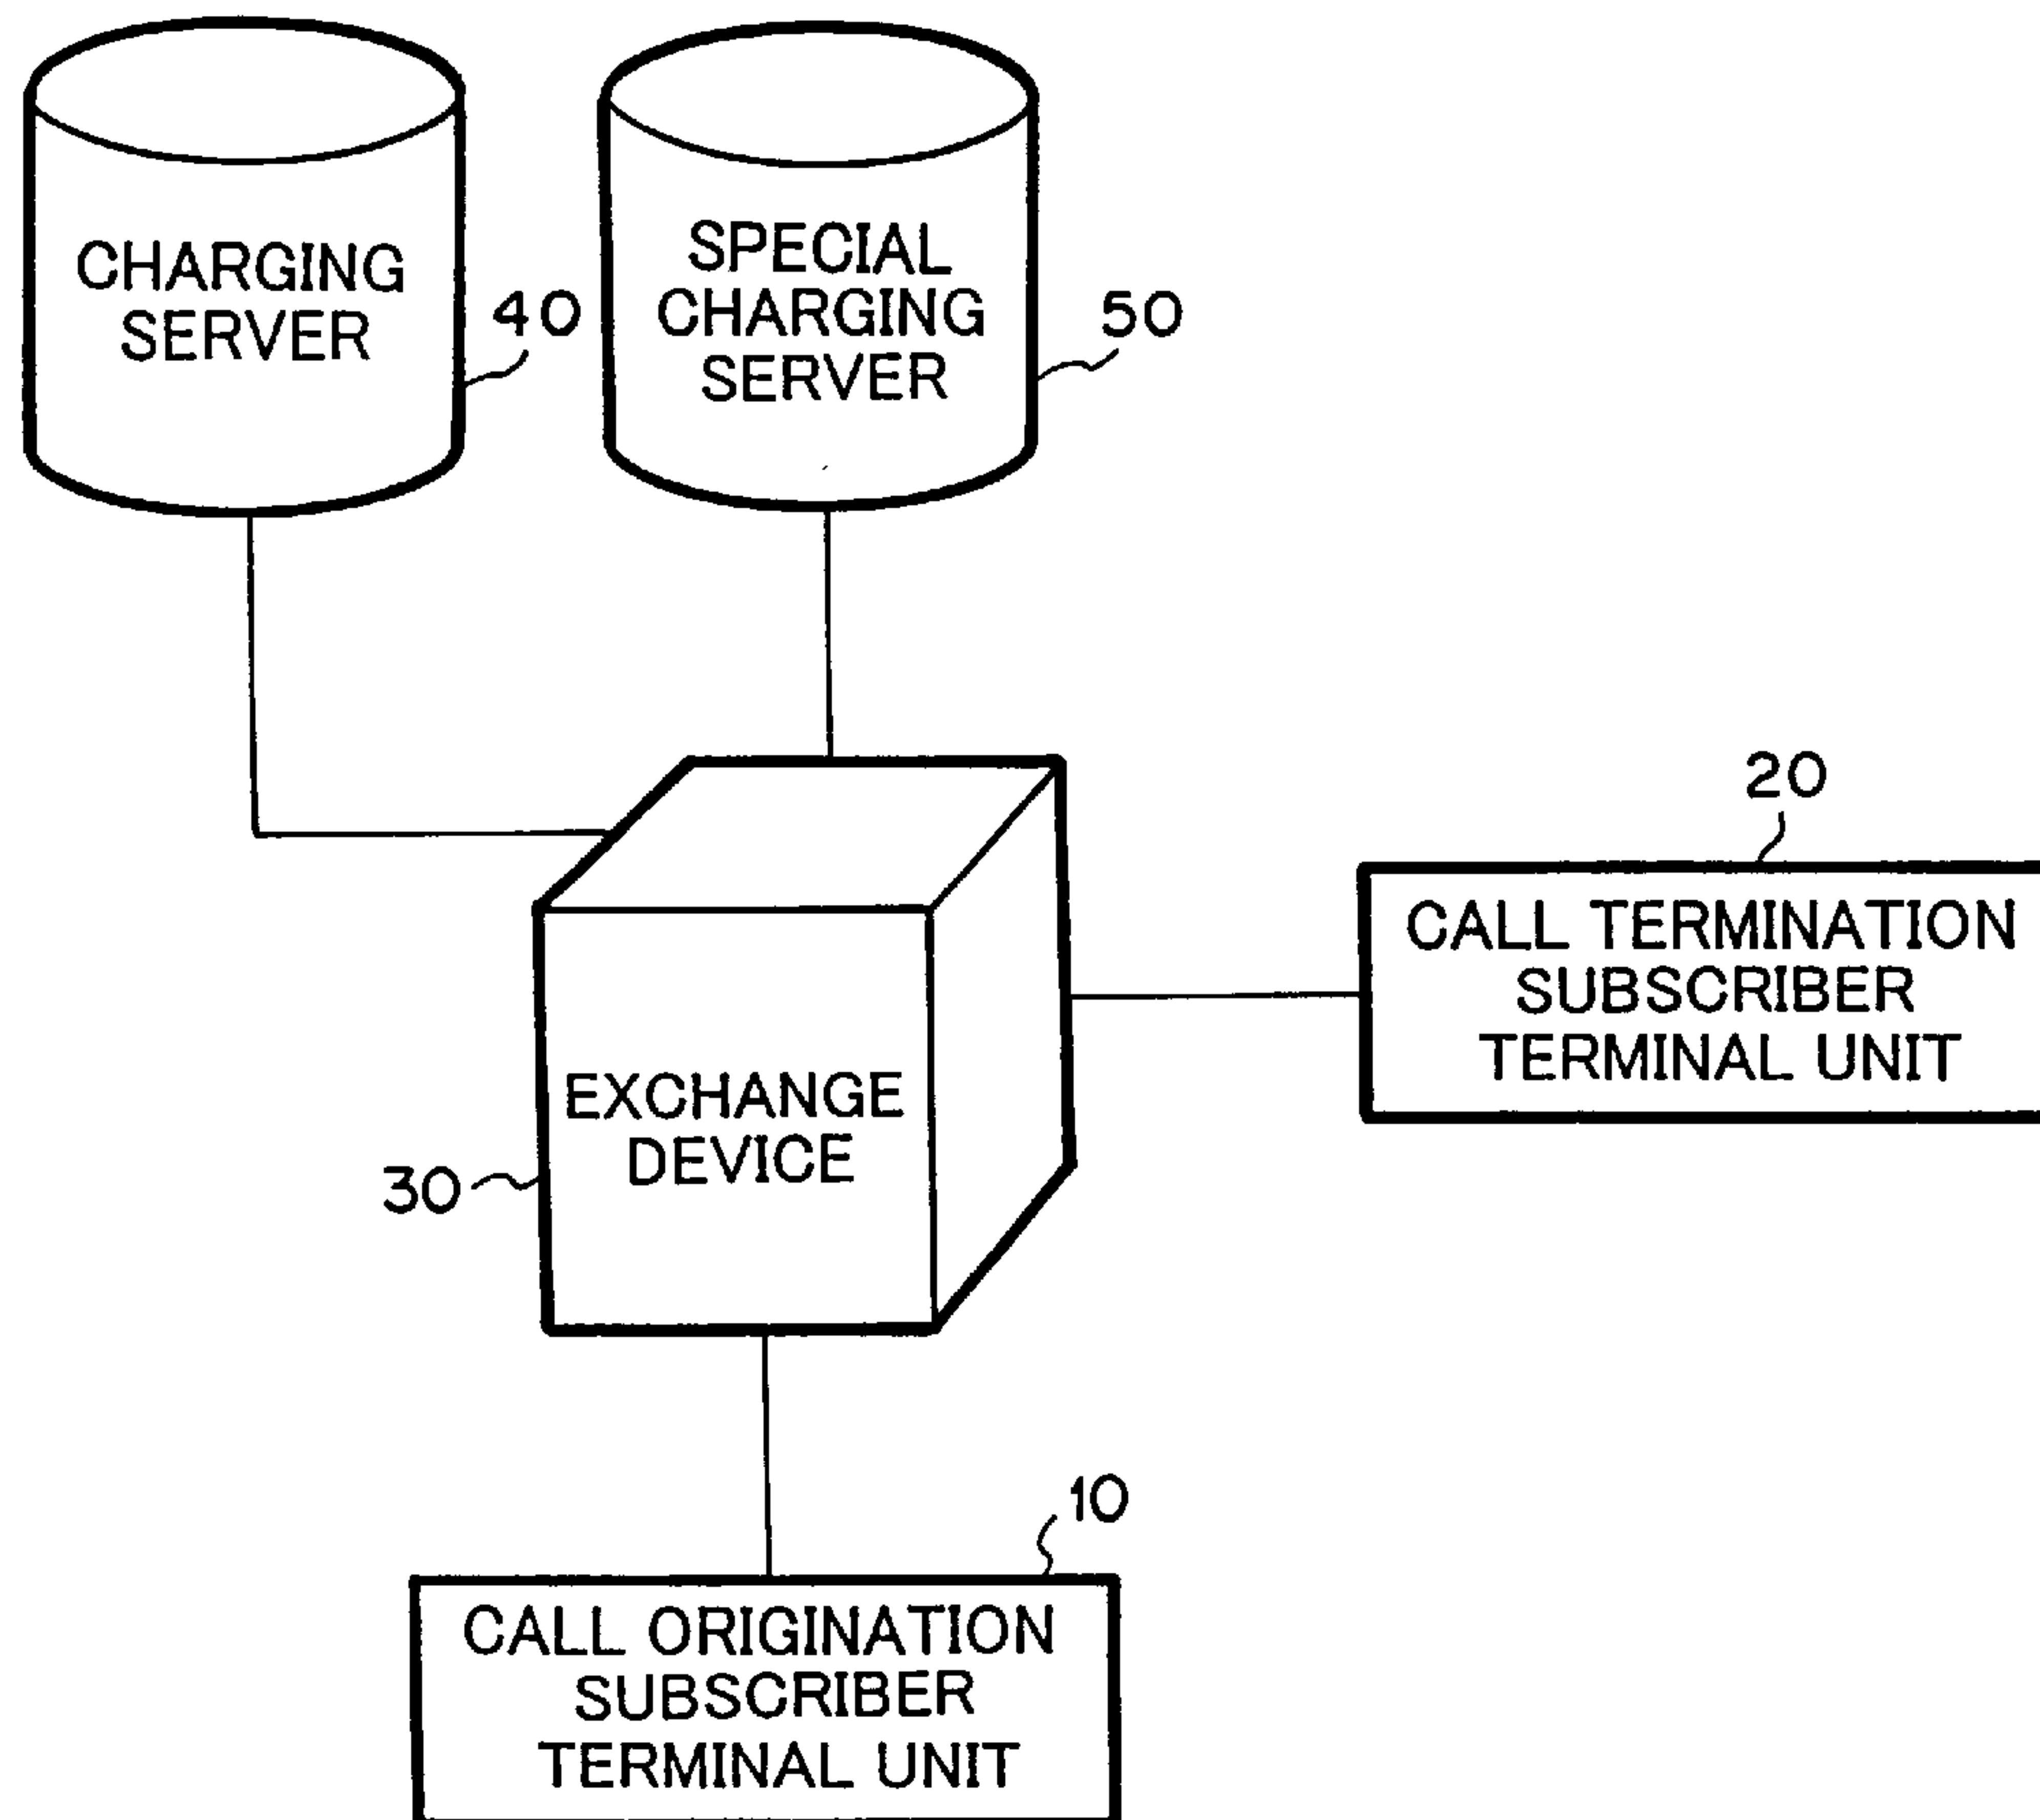 CHARGING
SERVER
40
SPECIAL
CHARGING
SERVER
50
20
CALL TERMINATION
SUBSCRIBER
TERMINAL UNIT
EXCHANGE
DEVICE
30
10
CALL ORIGINATION
SUBSCRIBER
TERMINAL UNIT